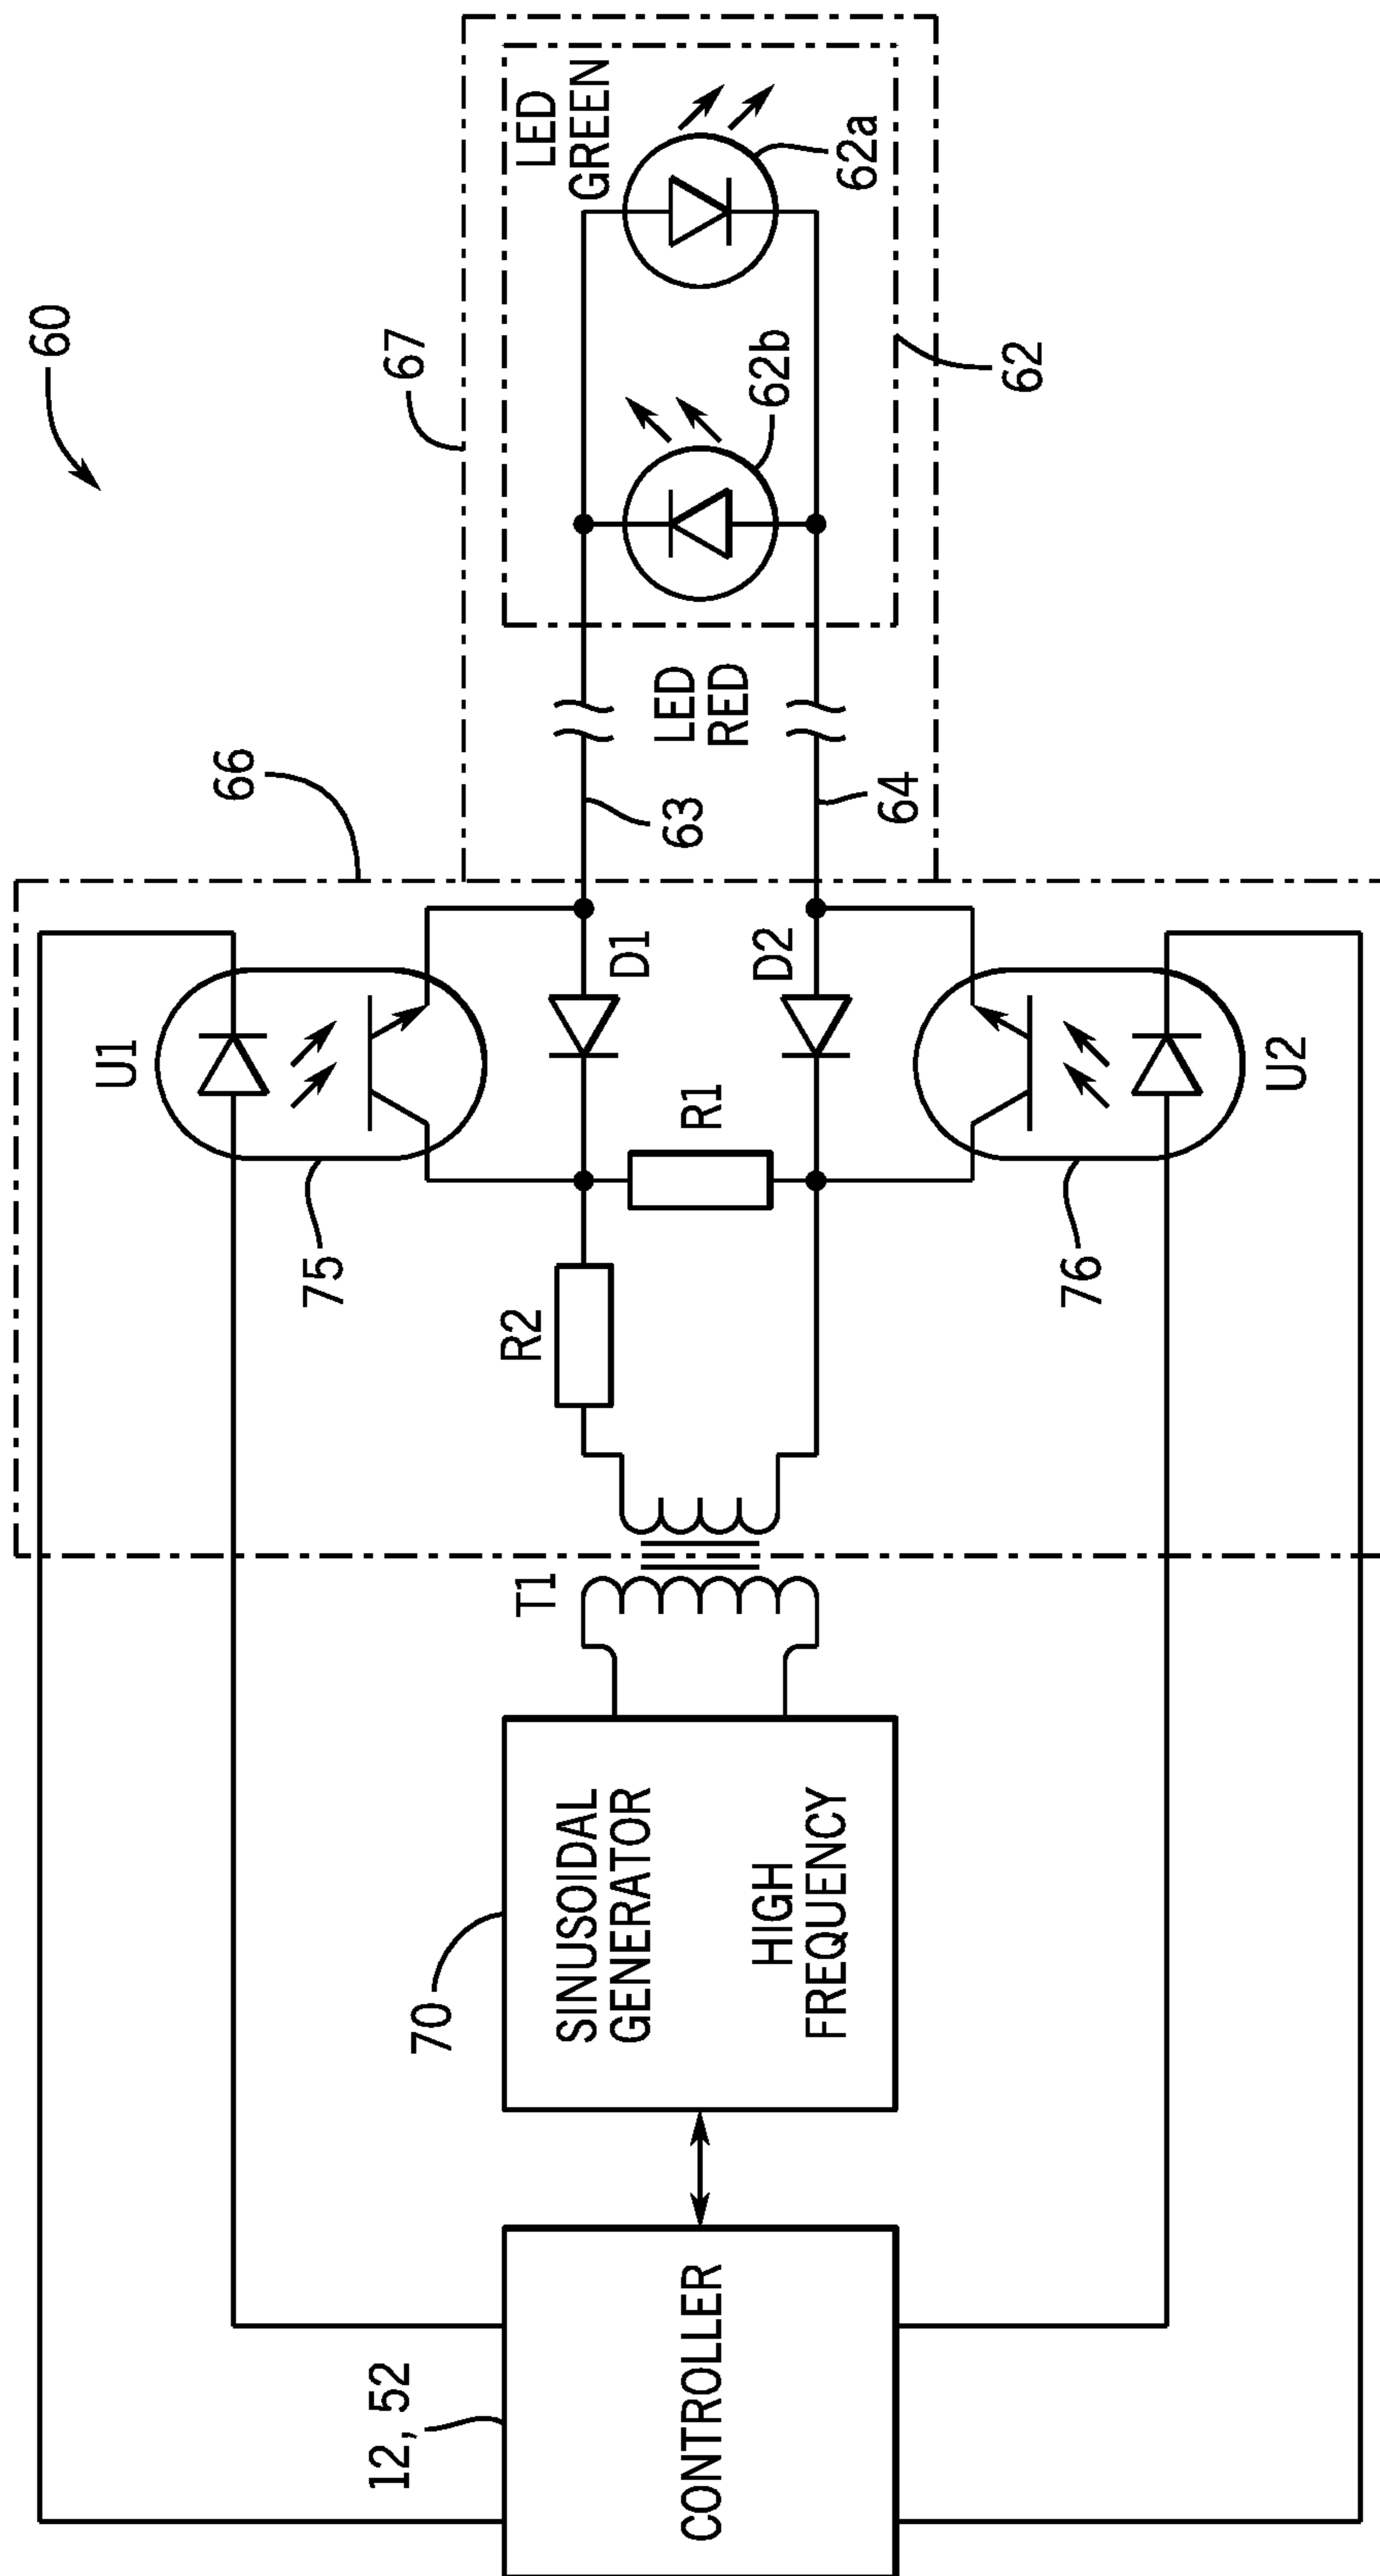 60
67
LED
GREEN
62a
62b
62
LED
RED
66
63
64
U1
D1
D2
R1
U2
75
76
R2
T1
70
SINUSOIDAL
GENERATOR
HIGH
FREQUENCY
12, 52
CONTROLLER